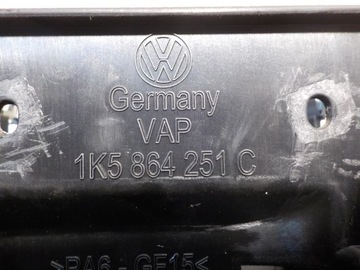 Germany
VAP
1K5 864 251 C
>PA6 - GF15<